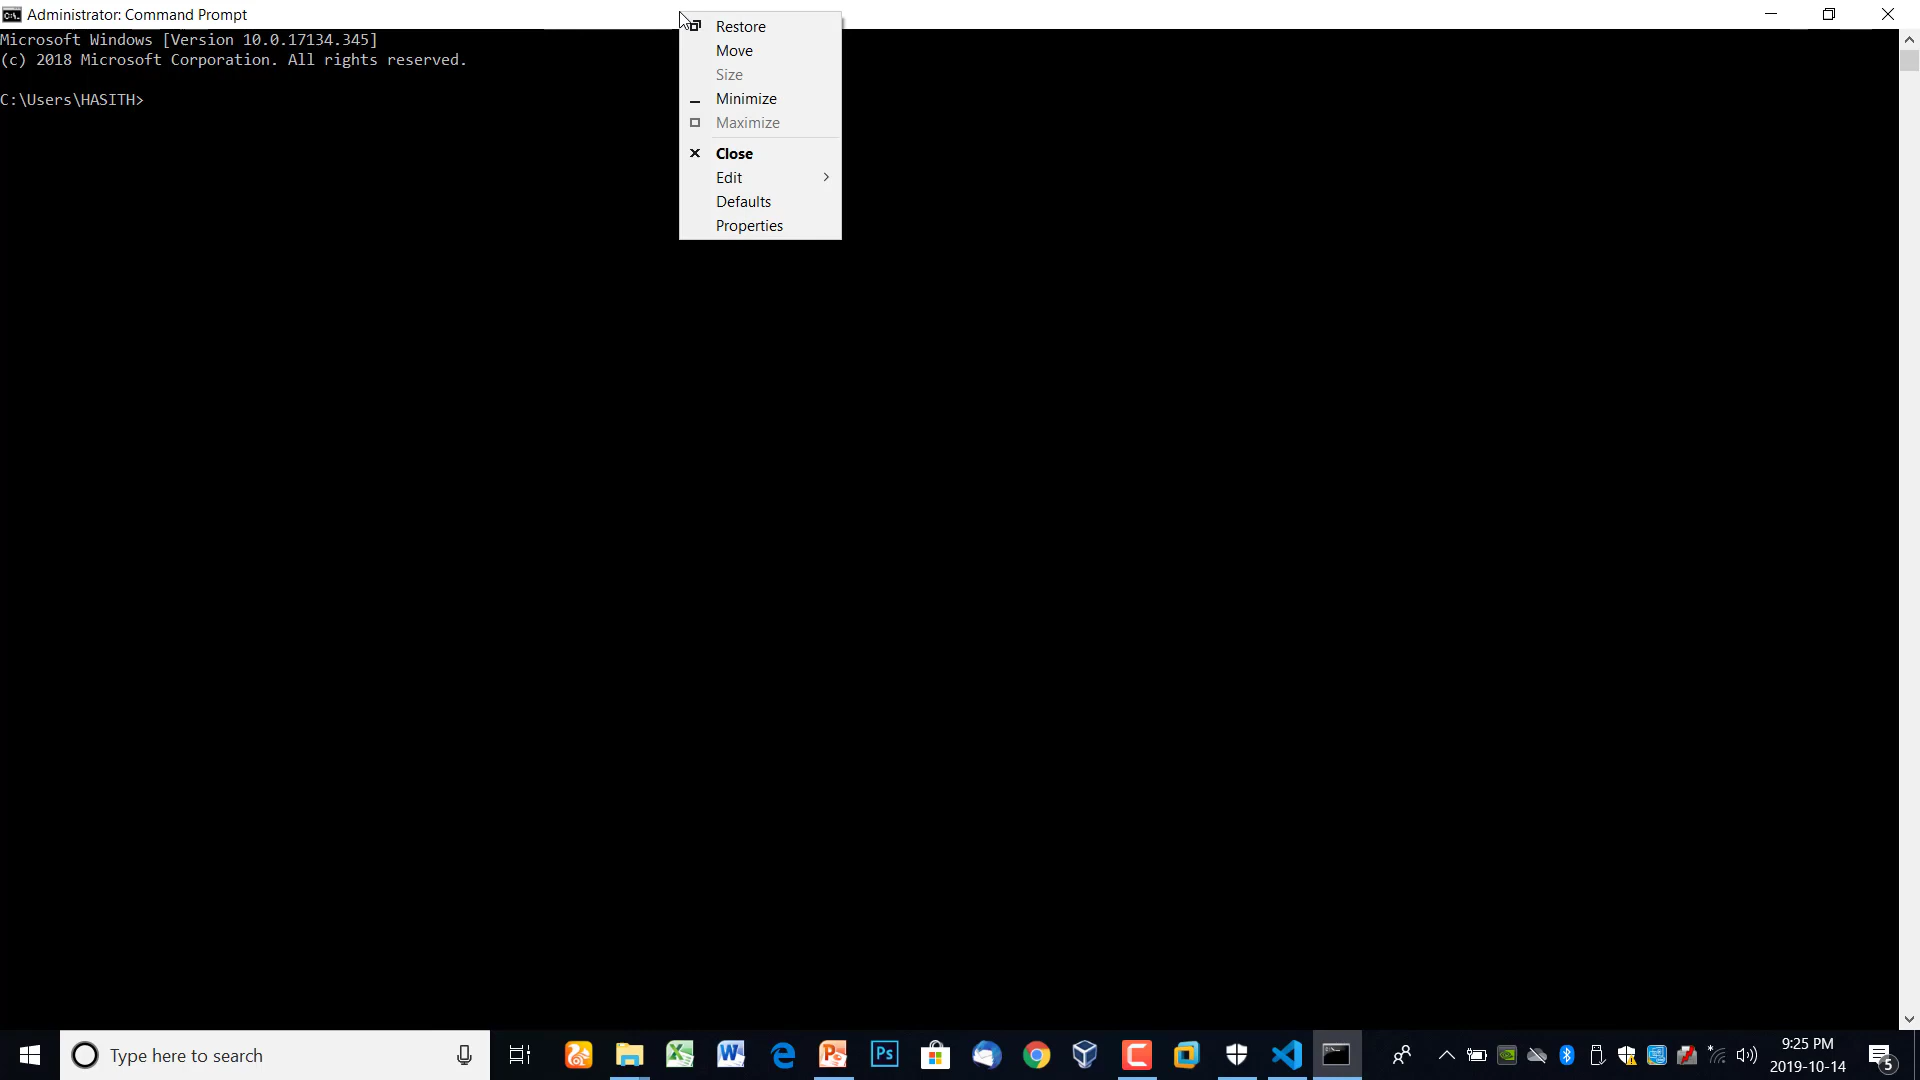 Administrator: Command Prompt
Microsoft Windows [Version 10.0.17134.345]
(c) 2018 Microsoft Corporation. All rights reserved.
C:\Users\HASITH>
Restore
Move
Size
Minimize
Maximize
Close
Edit
Defaults
Properties
Type here to search
9:25 PM
2019-10-14
5